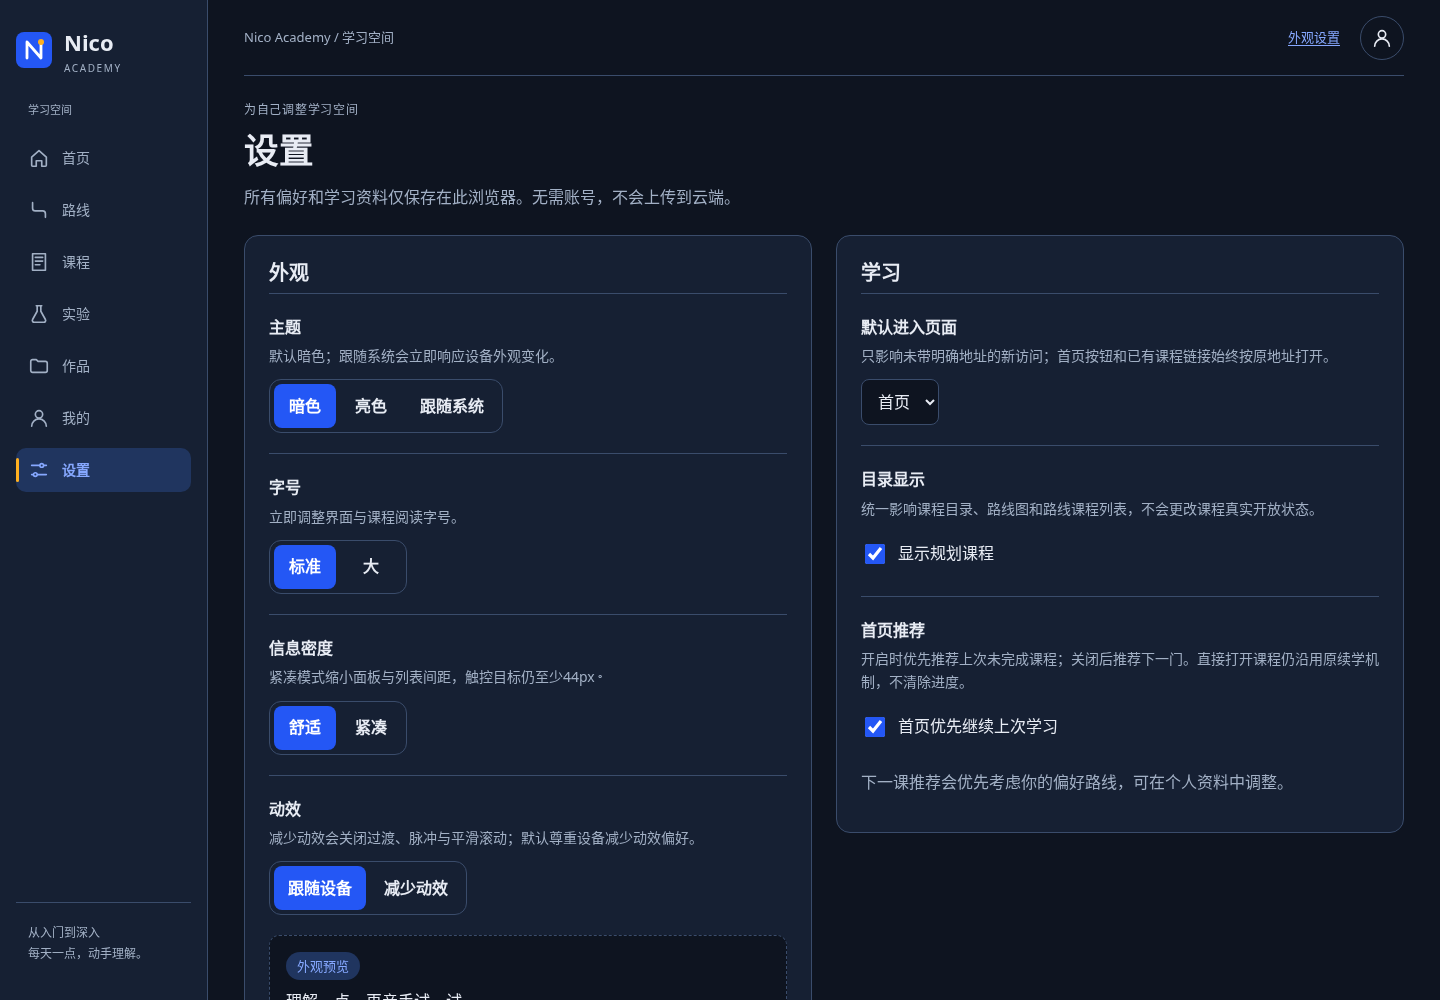 Nico
ACADEMY
学习空间
首页
路线
课程
实验
作品
我的
设置
从入门到深入
每天一点，动手理解。
Nico Academy / 学习空间
外观设置
为自己调整学习空间
设置
所有偏好和学习资料仅保存在此浏览器。无需账号，不会上传到云端。
外观
主题
默认暗色；跟随系统会立即响应设备外观变化。
暗色 亮色 跟随系统
字号
立即调整界面与课程阅读字号。
标准 大
信息密度
紧凑模式缩小面板与列表间距，触控目标仍至少44px。
舒适 紧凑
动效
减少动效会关闭过渡、脉冲与平滑滚动；默认尊重设备减少动效偏好。
跟随设备 减少动效
外观预览
理解一点，再亲手试一试
学习
默认进入页面
只影响未带明确地址的新访问；首页按钮和已有课程链接始终按原地址打开。
首页
目录显示
统一影响课程目录、路线图和路线课程列表，不会更改课程真实开放状态。
显示规划课程
首页推荐
开启时优先推荐上次未完成课程；关闭后推荐下一门。直接打开课程仍沿用原续学机
制，不清除进度。
首页优先继续上次学习
下一课推荐会优先考虑你的偏好路线，可在个人资料中调整。